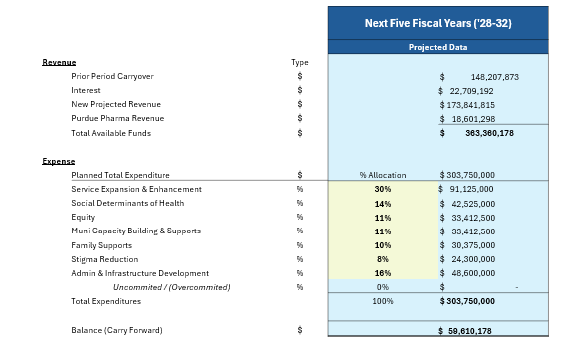 Next Five Fiscal Years ('28-32)
Projected Data
Revenue Type
Prior Period Carryover $ $ 148,207,873
Interest $ $ 22,709,192
New Projected Revenue $ $ 173,841,815
Purdue Pharma Revenue $ $ 18,601,298
Total Available Funds $ $ 363,360,178
Expense
Planned Total Expenditure $ % Allocation $ 303,750,000
Service Expansion & Enhancement % 30% $ 91,125,000
Social Determinants of Health % 14% $ 42,525,000
Equity % 11% $ 33,412,500
Muni Capacity Building & Supports % 11% $ 33,412,500
Family Supports % 10% $ 30,375,000
Stigma Reduction % 8% $ 24,300,000
Admin & Infrastructure Development % 16% $ 48,600,000
Uncommited / (Overcommited) % 0% $ -
Total Expenditures 100% $ 303,750,000
Balance (Carry Forward) $ $ 59,610,178